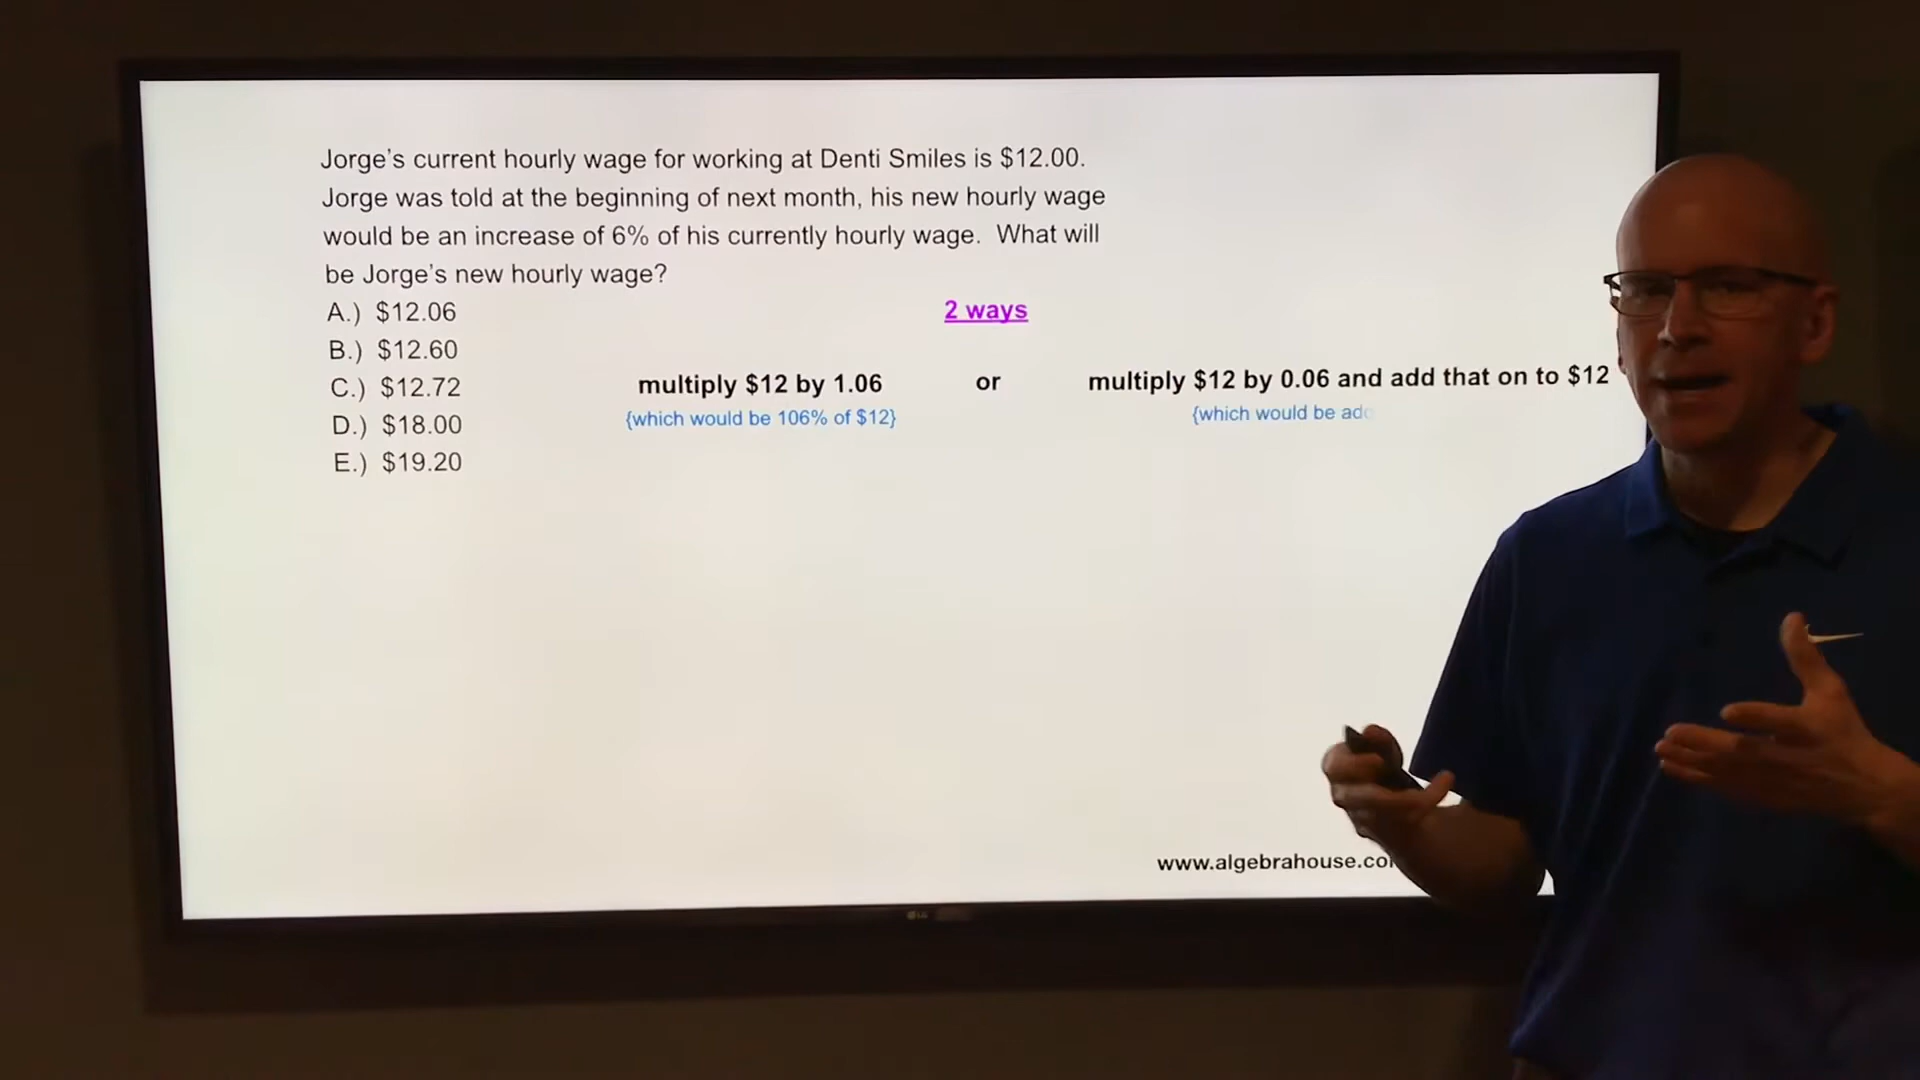 Jorge's current hourly wage for working at Denti Smiles is $12.00.
Jorge was told at the beginning of next month, his new hourly wage
would be an increase of 6% of his currently hourly wage. What will
be Jorge's new hourly wage?
A.) $12.06
B.) $12.60
C.) $12.72
D.) $18.00
E.) $19.20
2 ways
multiply $12 by 1.06 or multiply $12 by 0.06 and add that on to $12
{which would be 106% of $12} {which would be
www.algebrahouse.co
LG